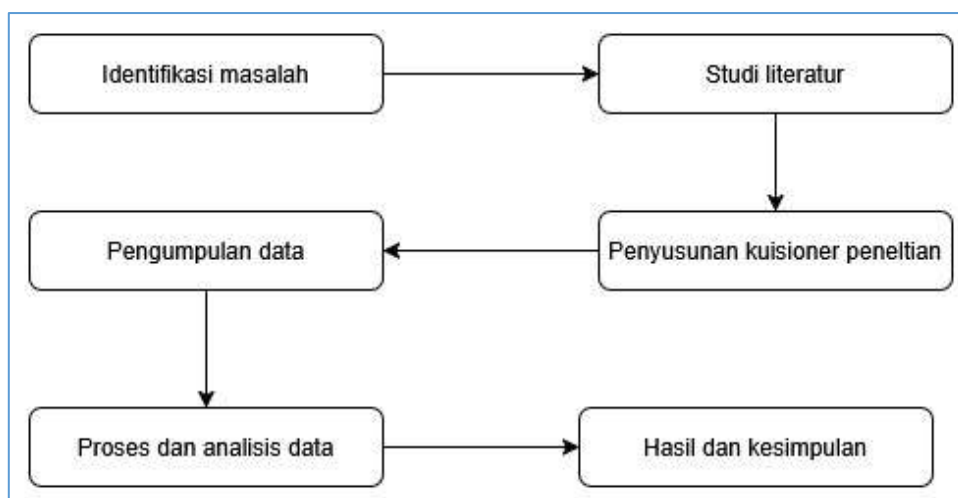 Identifikasi masalah
Studi literatur
Penyusunan kuisioner peneltian
Pengumpulan data
Proses dan analisis data
Hasil dan kesimpulan